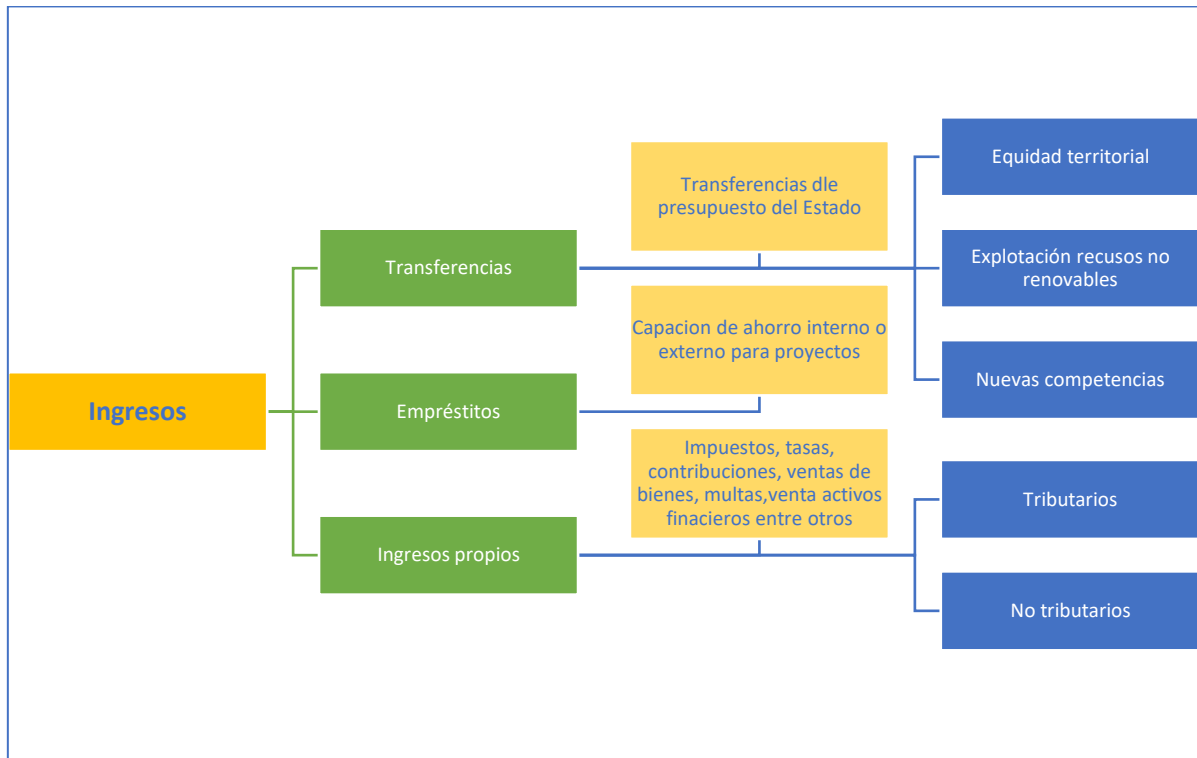 Ingresos
Transferencias
Transferencias dle
presupuesto del Estado
Equidad territorial
Explotación recusos no
renovables
Nuevas competencias
Empréstitos
Capacion de ahorro interno o
externo para proyectos
Ingresos propios
Impuestos, tasas,
contribuciones, ventas de
bienes, multas,venta activos
finacieros entre otros
Tributarios
No tributarios